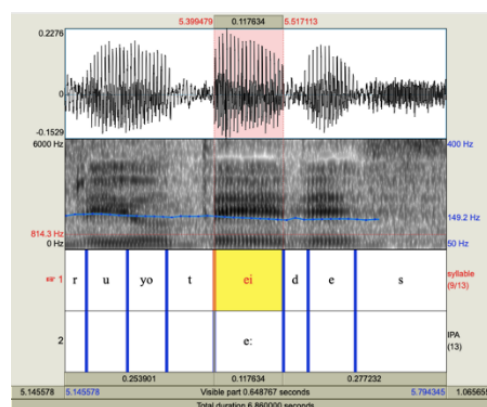 5.399479 0.117634 5.517113
0.2276
0
-0.1529
6000 Hz 400 Hz
149.2 Hz
814.3 Hz
0 Hz 50 Hz
1 r u yo t ei d e s syllable (9/13)
2 e: IPA (13)
0.253901 0.117634 0.277232
5.145578 5.145578 Visible part 0.648767 seconds 5.794345 1.065655
Total duration 6.860000 seconds